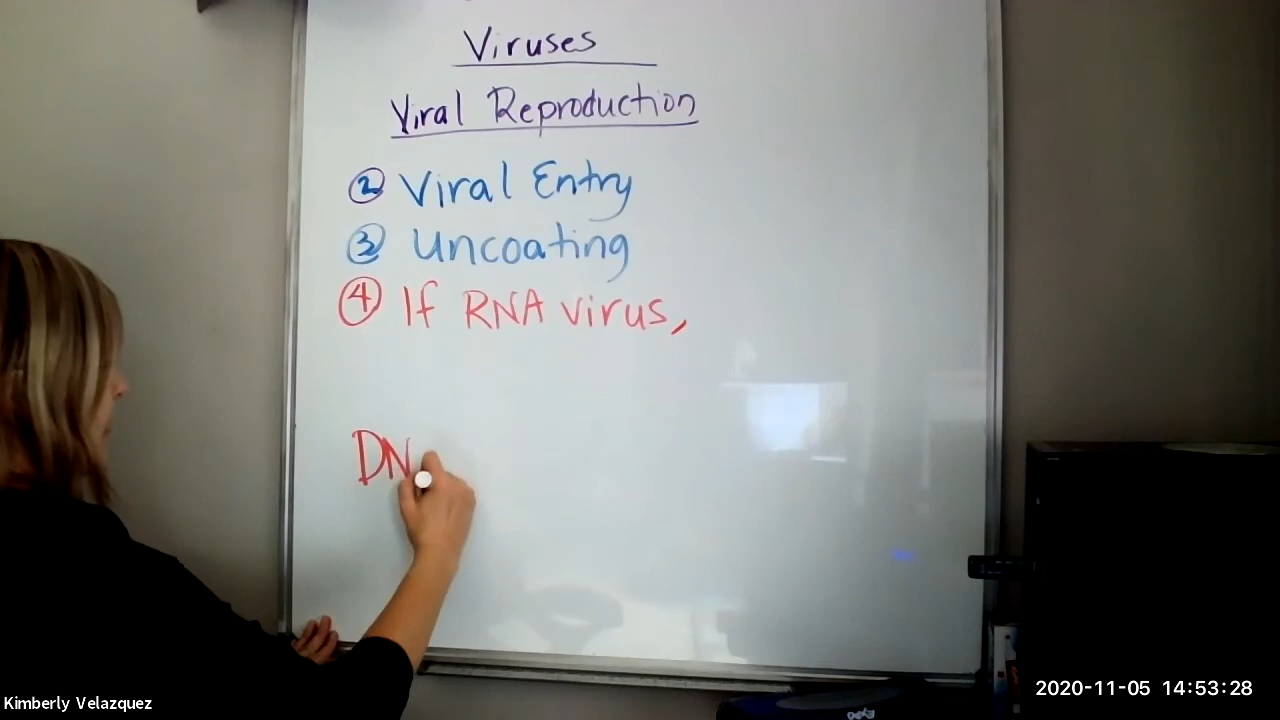 Viruses
Viral Reproduction
② Viral Entry
③ Uncoating
④ If RNA virus,
DN
Kimberly Velazquez
2020-11-05 14:53:28